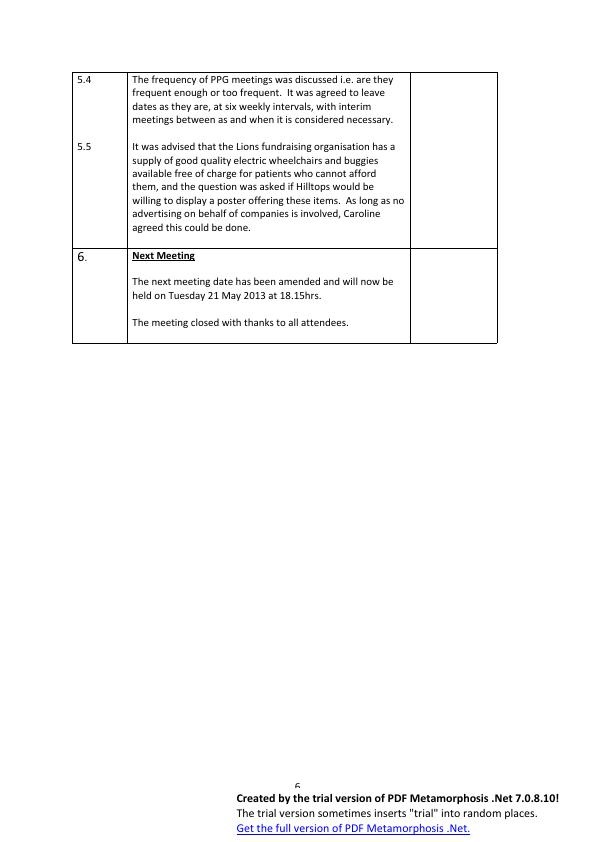 5.4 The frequency of PPG meetings was discussed i.e. are they
frequent enough or too frequent.  It was agreed to leave
dates as they are, at six weekly intervals, with interim
meetings between as and when it is considered necessary.
5.5 It was advised that the Lions fundraising organisation has a
supply of good quality electric wheelchairs and buggies
available free of charge for patients who cannot afford
them, and the question was asked if Hilltops would be
willing to display a poster offering these items.  As long as no
advertising on behalf of companies is involved, Caroline
agreed this could be done.
6. Next Meeting
The next meeting date has been amended and will now be
held on Tuesday 21 May 2013 at 18.15hrs.
The meeting closed with thanks to all attendees.
6
Created by the trial version of PDF Metamorphosis .Net 7.0.8.10!
The trial version sometimes inserts "trial" into random places.
Get the full version of PDF Metamorphosis .Net.